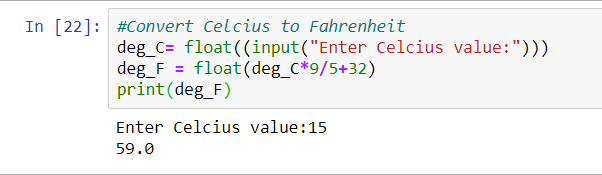 In [22]: #Convert Celcius to Fahrenheit
deg_C= float((input("Enter Celcius value:")))
deg_F = float(deg_C*9/5+32)
print(deg_F)
Enter Celcius value:15
59.0